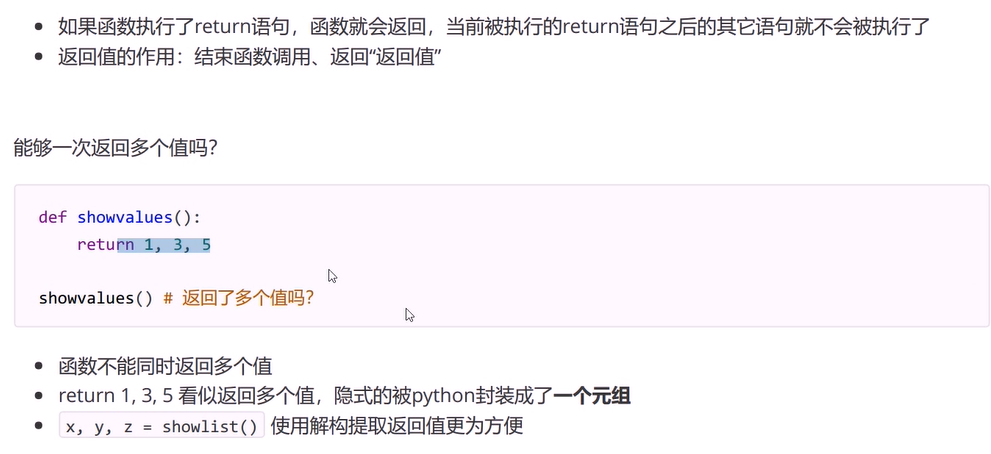 如果函数执行了return语句，函数就会返回，当前被执行的return语句之后的其它语句就不会被执行了
返回值的作用：结束函数调用、返回“返回值”
能够一次返回多个值吗？
def showvalues():
    return 1, 3, 5
showvalues() # 返回了多个值吗？
函数不能同时返回多个值
return 1, 3, 5 看似返回多个值，隐式的被python封装成了一个元组
x, y, z = showlist() 使用解构提取返回值更为方便